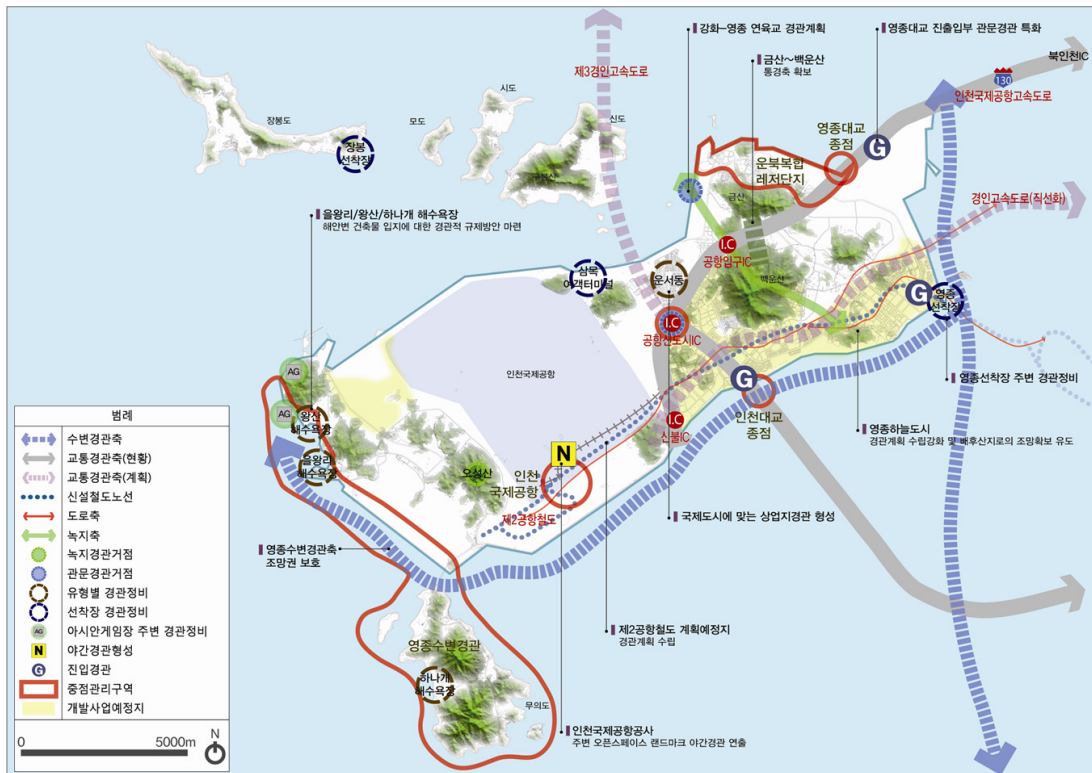 강화-영종 연육교 경관계획
영종대교 진출입부 관문경관 특화
북인천IC
금산~백운산
통경축 확보
제3경인고속도로
130
인천국제공항고속도로
시도
장봉도
모도
신도
영종대교
종점
G
장봉
선착장
운북복합
레저단지
금산
경인고속도로(직선화)
을왕리/왕산/하나개 해수욕장
해안변 건축물 입지에 대한 경관적 규제방안 마련
I.C
공항입구IC
삼목
여객터미널
운서동
백운산
G
영종
선착장
I.C
공항신도시IC
인천국제공항
AG
G
영종선착장 주변 경관정비
인천대교
종점
AG
왕산
해수욕장
I.C
신불IC
영종하늘도시
경관계획 수립강화 및 배후산지로의 조망확보 유도
을왕리
해수욕장
오성산
N
인천
국제공항
제2공항철도
국제도시에 맞는 상업지경관 형성
영종수변경관축
조망권 보호
제2공항철도 계획예정지
경관계획 수립
영종수변경관
하나개
해수욕장
무의도
인천국제공항공사
주변 오픈스페이스 랜드마크 야간경관 연출
범례
수변경관축
교통경관축(현황)
교통경관축(계획)
신설철도노선
도로축
녹지축
녹지경관거점
관문경관거점
유형별 경관정비
선착장 경관정비
AG 아시안게임장 주변 경관정비
N 야간경관형성
G 진입경관
중점관리구역
개발사업예정지
0 5000m N